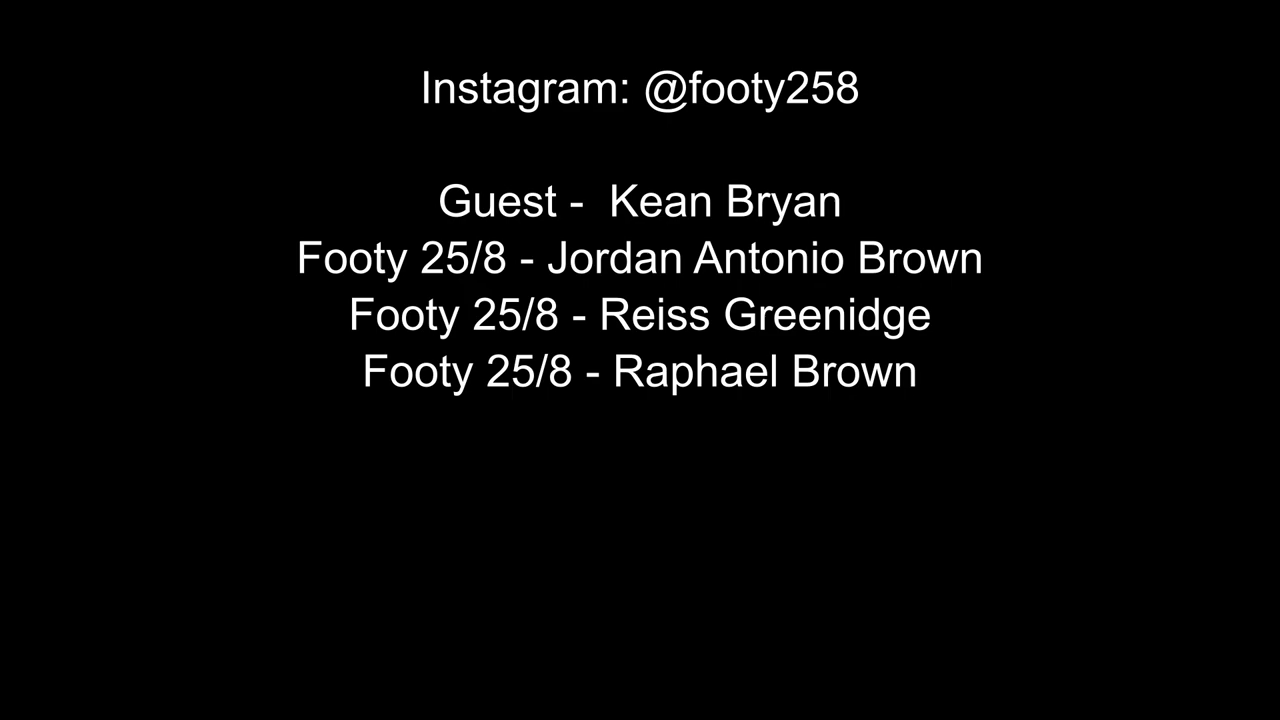 Instagram: @footy258
Guest -  Kean Bryan
Footy 25/8 - Jordan Antonio Brown
Footy 25/8 - Reiss Greenidge
Footy 25/8 - Raphael Brown